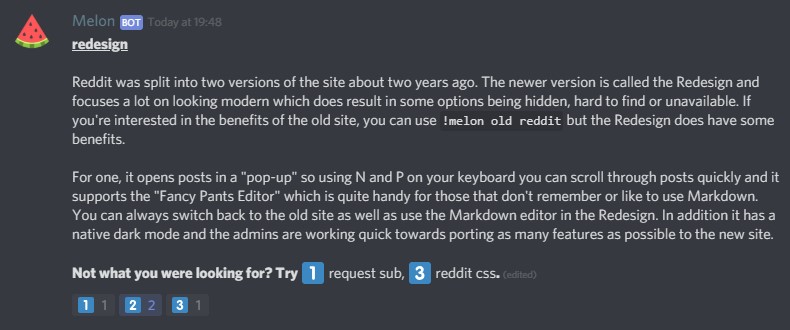 Melon BOT Today at 19:48
redesign
Reddit was split into two versions of the site about two years ago. The newer version is called the Redesign and
focuses a lot on looking modern which does result in some options being hidden, hard to find or unavailable. If
you're interested in the benefits of the old site, you can use !melon old reddit but the Redesign does have some
benefits.
For one, it opens posts in a "pop-up" so using N and P on your keyboard you can scroll through posts quickly and it
supports the "Fancy Pants Editor" which is quite handy for those that don't remember or like to use Markdown.
You can always switch back to the old site as well as use the Markdown editor in the Redesign. In addition it has a
native dark mode and the admins are working quick towards porting as many features as possible to the new site.
Not what you were looking for? Try 1 request sub, 3 reddit css. (edited)
1 1 2 2 3 1